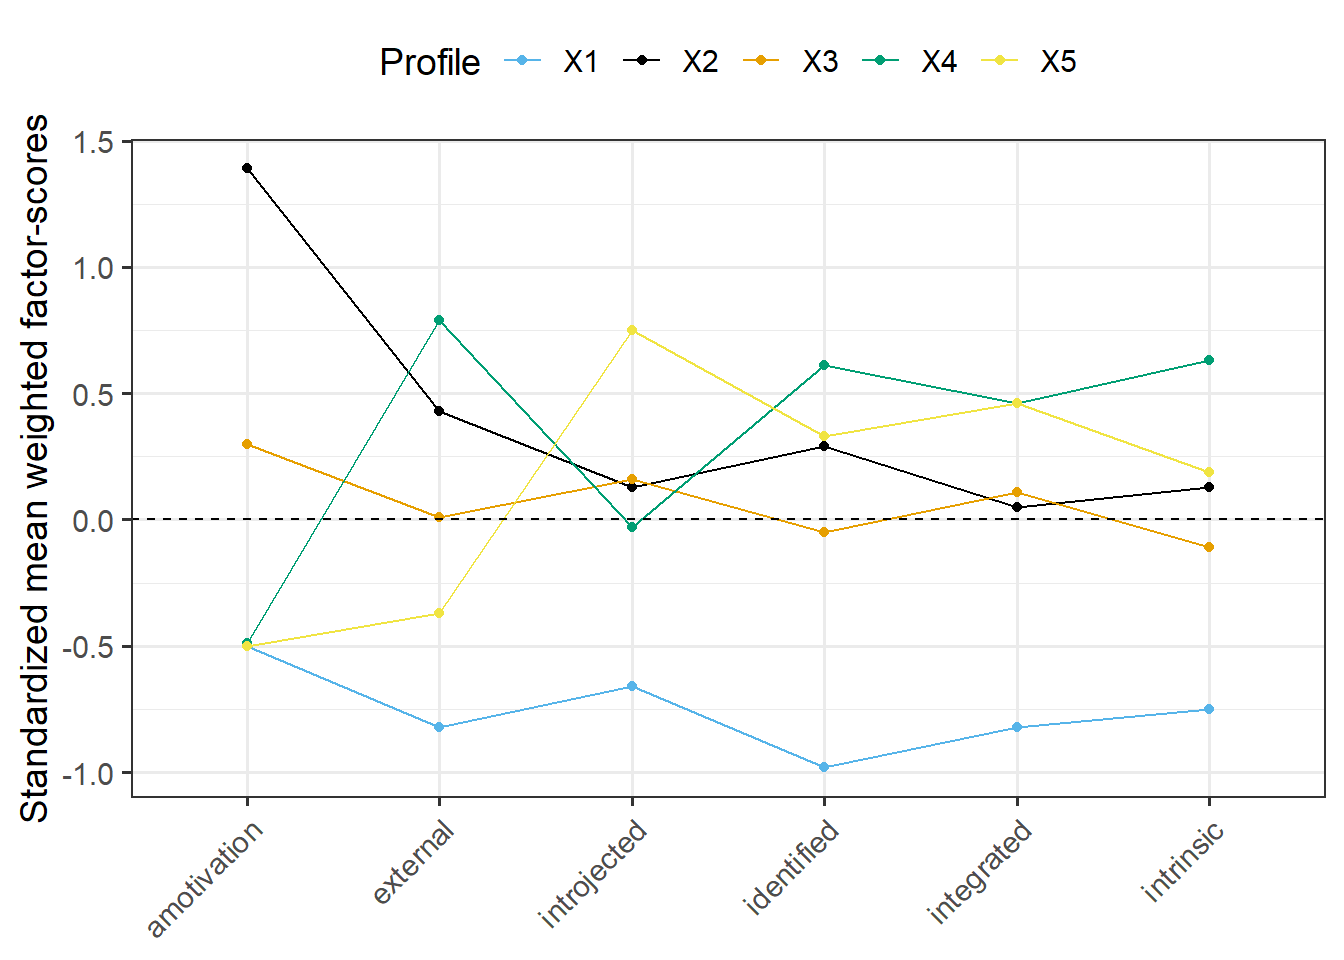 Profile X1 X2 X3 X4 X5
Standardized mean weighted factor-scores
1.5
1.0
0.5
0.0
-0.5
-1.0
amotivation external introjected identified integrated intrinsic